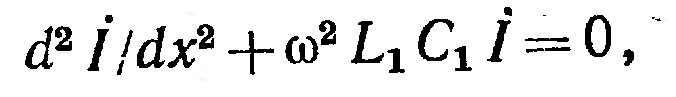 d² İ/dx² + ω² L₁ C₁ İ = 0,